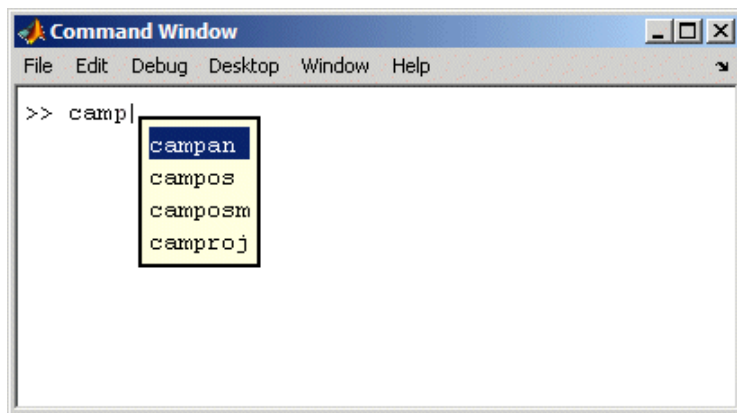 Command Window
File Edit Debug Desktop Window Help
>> camp
campan
campos
camposm
camproj